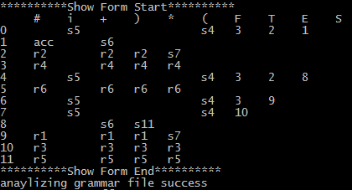 **********Show Form Start**********
# i + ) * ( F T E S
0 s5 s4 3 2 1
1 acc s6
2 r2 r2 r2 s7
3 r4 r4 r4 r4
4 s5 s4 3 2 8
5 r6 r6 r6 r6
6 s5 s4 3 9
7 s5 s4 10
8 s6 s11
9 r1 r1 r1 s7
10 r3 r3 r3 r3
11 r5 r5 r5 r5
**********Show Form End**********
anaylizing grammar file success